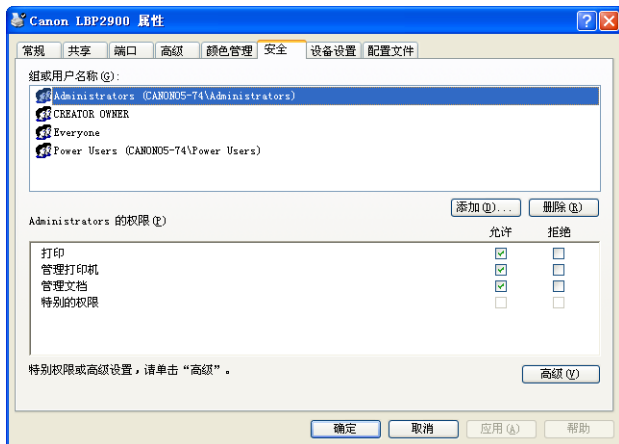 Canon LBP2900 属性
常规 共享 端口 高级 颜色管理 安全 设备设置 配置文件
组或用户名称(G):
Administrators (CANON05-74\Administrators)
CREATOR OWNER
Everyone
Power Users (CANON05-74\Power Users)
添加(D)... 删除(R)
Administrators 的权限(P) 允许 拒绝
打印
管理打印机
管理文档
特别的权限
特别权限或高级设置，请单击“高级”。 高级(V)
确定 取消 应用(A) 帮助